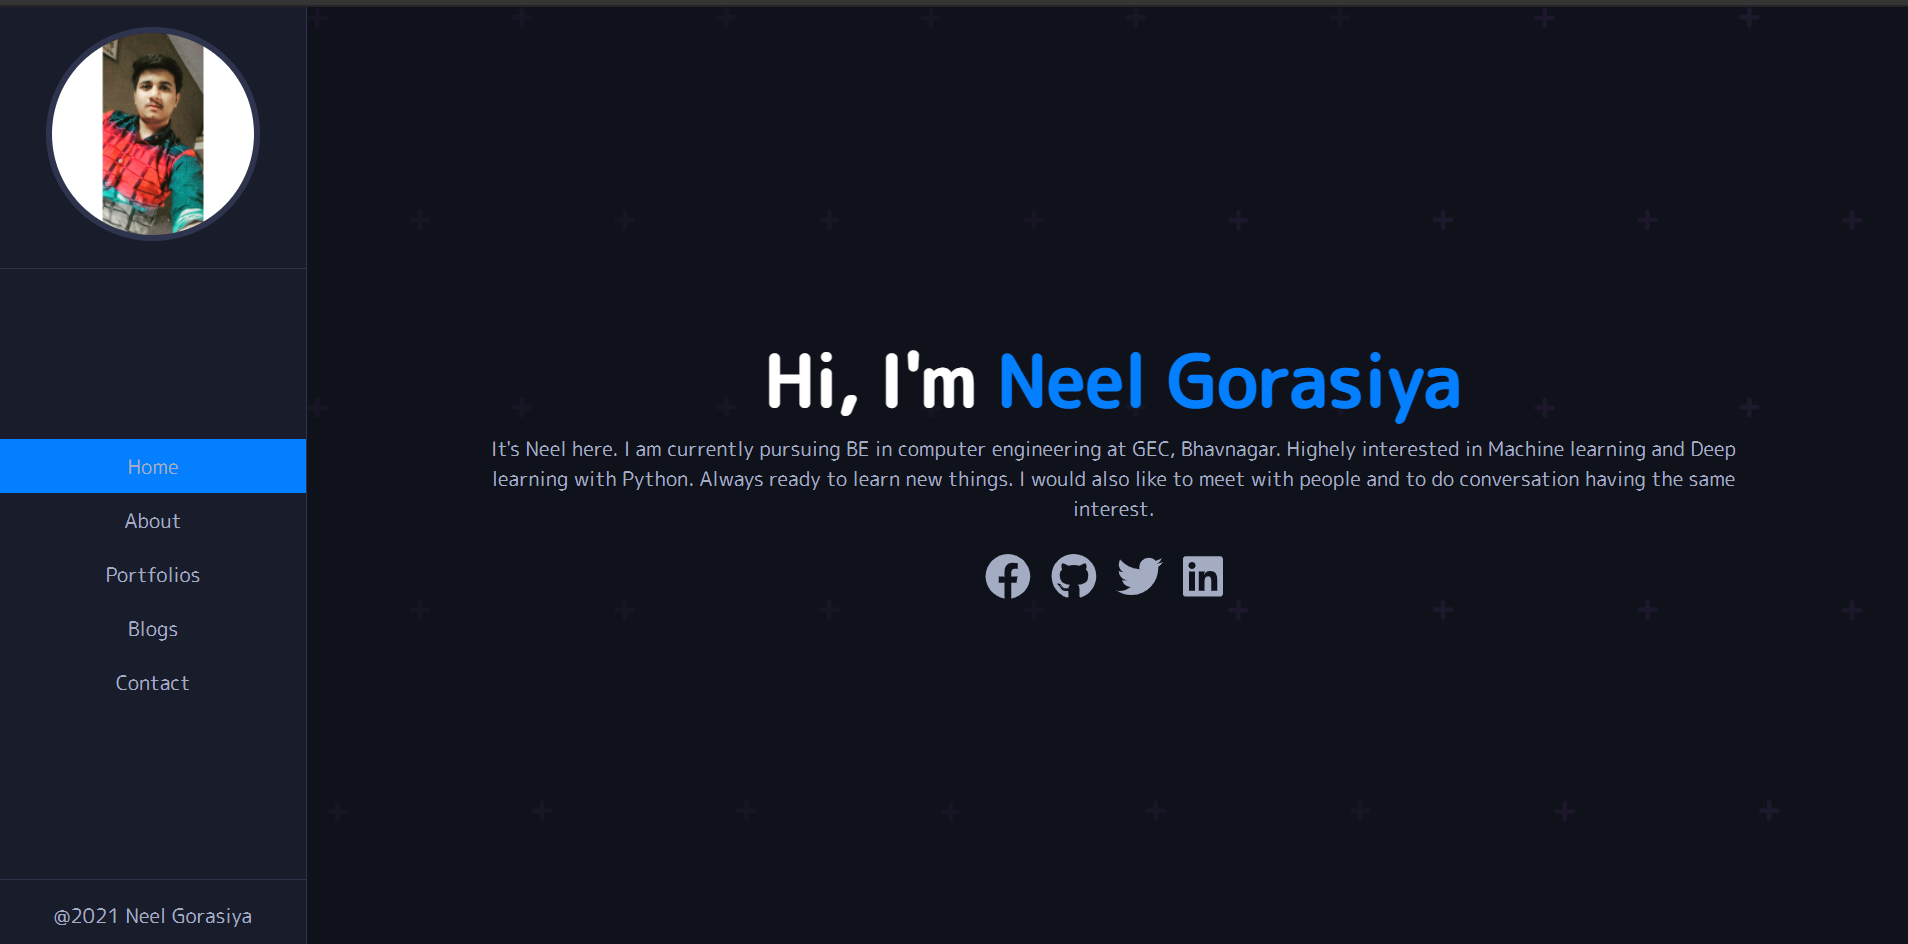 Home
About
Portfolios
Blogs
Contact
@2021 Neel Gorasiya
Hi, I'm Neel Gorasiya
It's Neel here. I am currently pursuing BE in computer engineering at GEC, Bhavnagar. Highely interested in Machine learning and Deep
learning with Python. Always ready to learn new things. I would also like to meet with people and to do conversation having the same
interest.